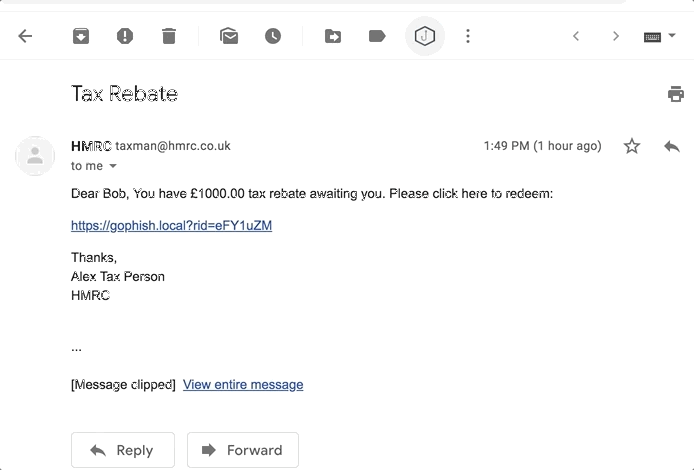 Tax Rebate
HMRC taxman@hmrc.co.uk 1:49 PM (1 hour ago)
to me
Dear Bob, You have £1000.00 tax rebate awaiting you. Please click here to redeem:
https://gophish.local?rid=eFY1uZM
Thanks,
Alex Tax Person
HMRC
...
[Message clipped] View entire message
Reply Forward